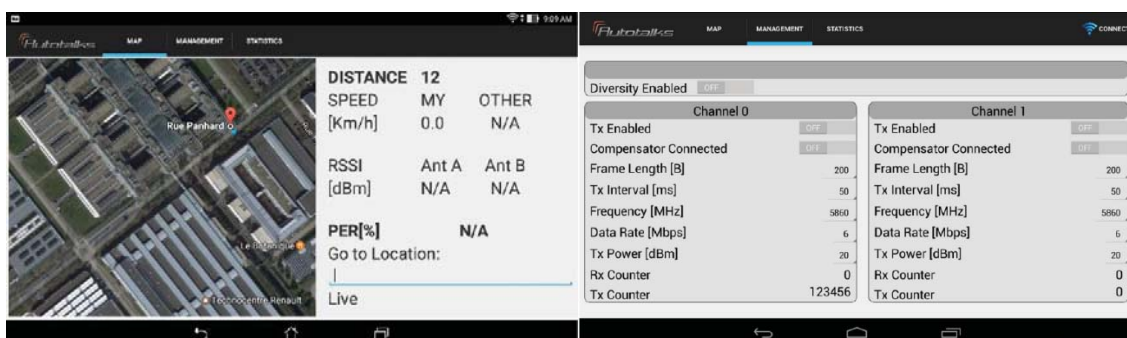 9:09 AM
Autotalks MAP MANAGEMENT STATISTICS
Rue Panhard
Le Botanique
Technocentre Renault
DISTANCE 12
SPEED MY OTHER
[Km/h] 0.0 N/A
RSSI Ant A Ant B
[dBm] N/A N/A
PER[%] N/A
Go to Location:
Live
Autotalks MAP MANAGEMENT STATISTICS CONNECT
Diversity Enabled OFF
Channel 0
Tx Enabled OFF
Compensator Connected OFF
Frame Length [B] 200
Tx Interval [ms] 50
Frequency [MHz] 5860
Data Rate [Mbps] 6
Tx Power [dBm] 20
Rx Counter 0
Tx Counter 123456
Channel 1
Tx Enabled OFF
Compensator Connected OFF
Frame Length [B] 200
Tx Interval [ms] 50
Frequency [MHz] 5860
Data Rate [Mbps] 6
Tx Power [dBm] 20
Rx Counter 0
Tx Counter 0